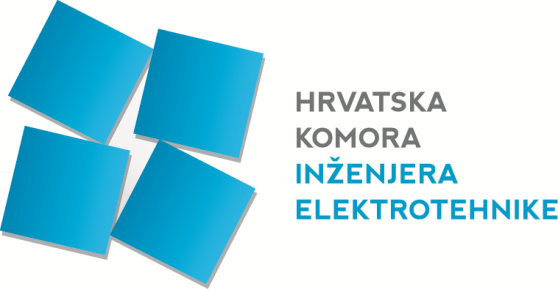 HRVATSKA
KOMORA
INŽENJERA
ELEKTROTEHNIKE